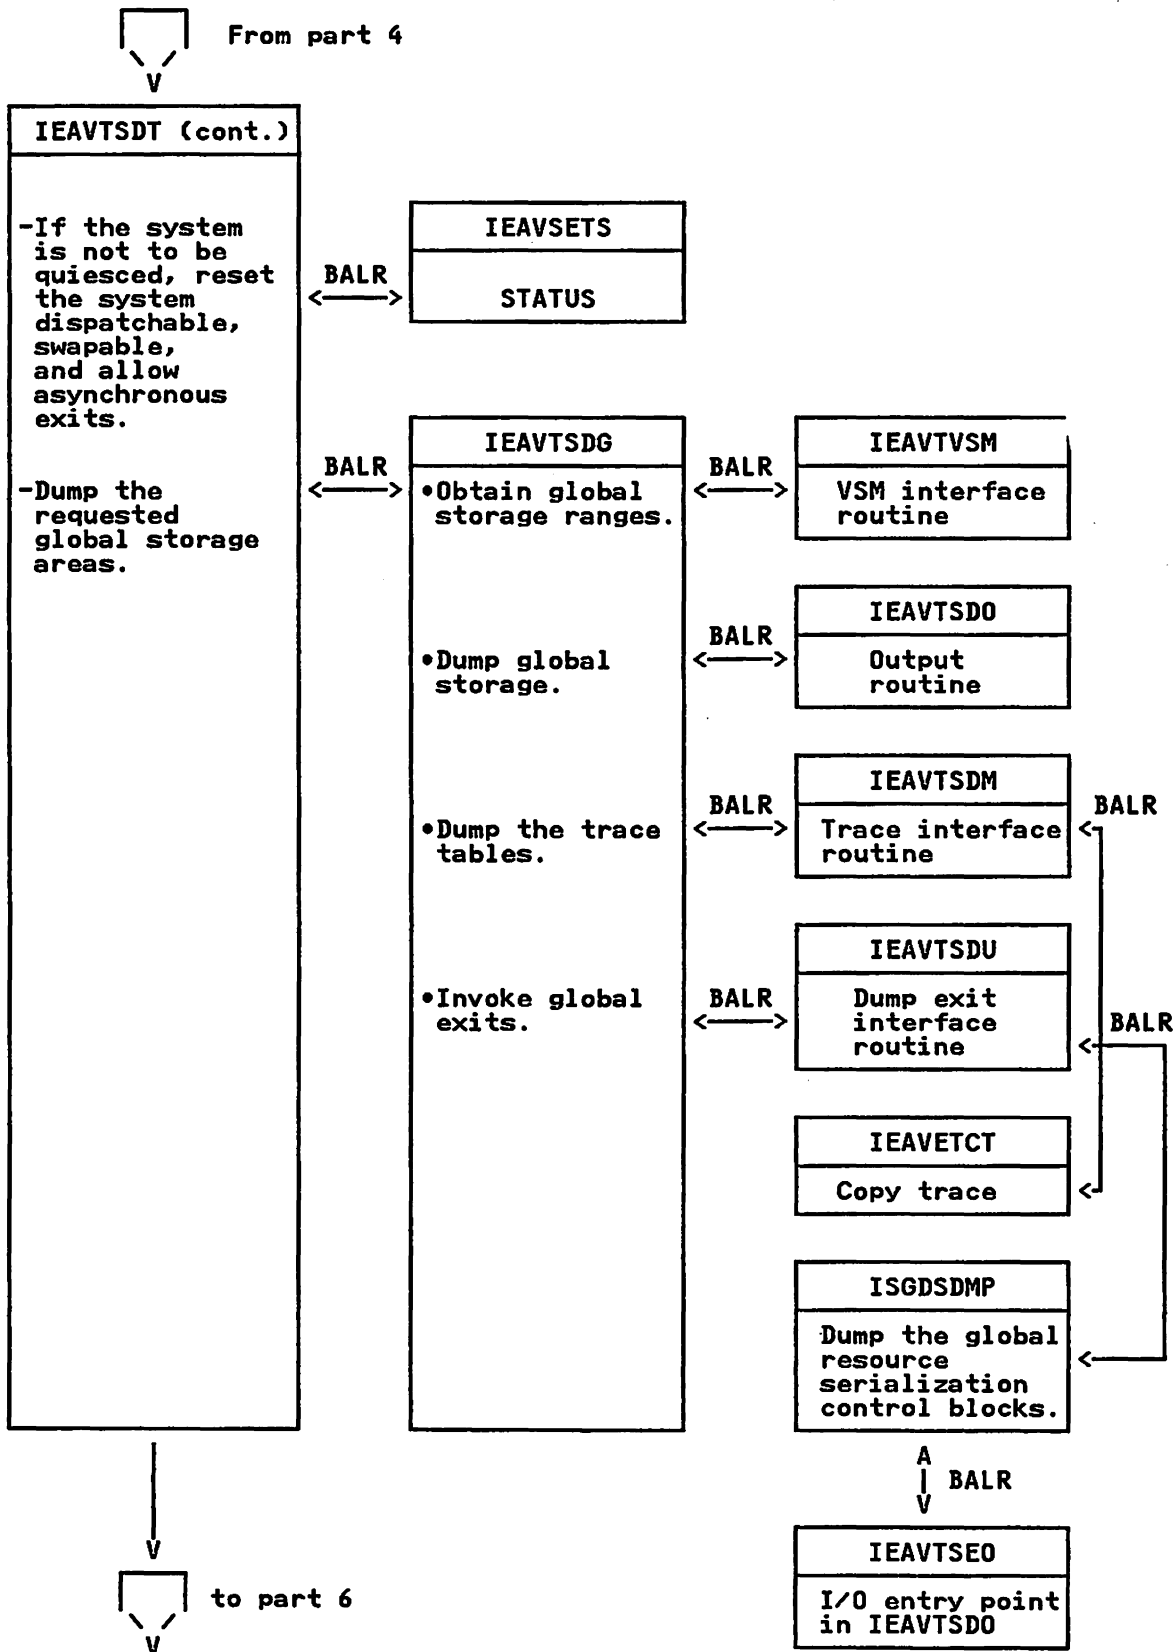 From part 4
IEAVTSDT (cont.)
-If the system
is not to be
quiesced, reset
the system
dispatchable,
swapable,
and allow
asynchronous
exits.
BALR
IEAVSETS
STATUS
-Dump the
requested
global storage
areas.
BALR
IEAVTSDG
•Obtain global
storage ranges.
BALR
IEAVTVSM
VSM interface
routine
•Dump global
storage.
BALR
IEAVTSDO
Output
routine
•Dump the trace
tables.
BALR
IEAVTSDM
Trace interface
routine
BALR
•Invoke global
exits.
BALR
IEAVTSDU
Dump exit
interface
routine
BALR
IEAVETCT
Copy trace
ISGDSDMP
Dump the global
resource
serialization
control blocks.
A
BALR
V
IEAVTSEO
I/O entry point
in IEAVTSDO
V
to part 6
V